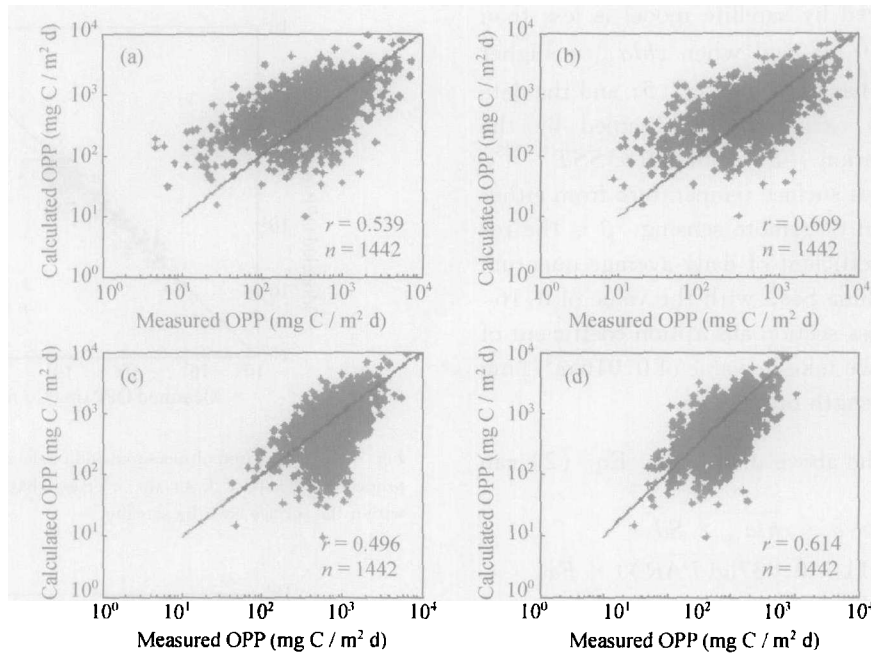 (a)
10⁴
10³
10²
10¹
10⁰
Calculated OPP (mg C / m² d)
r = 0.539
n = 1442
10⁰ 10¹ 10² 10³ 10⁴
Measured OPP (mg C / m² d)
(b)
10⁴
10³
10²
10¹
10⁰
Calculated OPP (mg C / m² d)
r = 0.609
n = 1442
10⁰ 10¹ 10² 10³ 10⁴
Measured OPP (mg C / m² d)
(c)
10⁴
10³
10²
10¹
10⁰
Calculated OPP (mg C / m² d)
r = 0.496
n = 1442
10⁰ 10¹ 10² 10³ 10⁴
Measured OPP (mg C / m² d)
(d)
10⁴
10³
10²
10¹
10⁰
Calculated OPP (mg C / m² d)
r = 0.614
n = 1442
10⁰ 10¹ 10² 10³ 10⁴
Measured OPP (mg C / m² d)